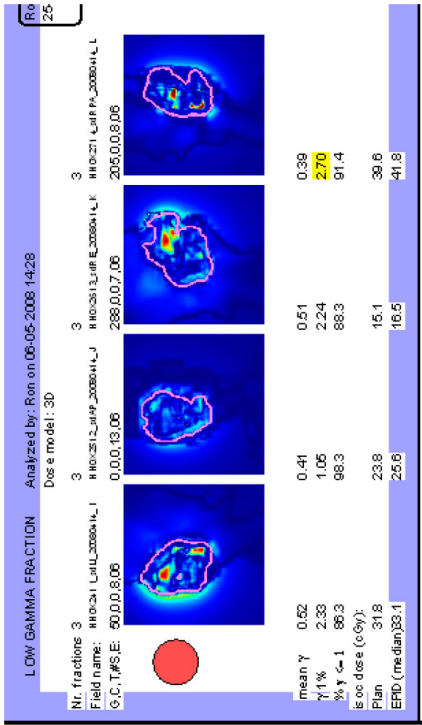 LOW GAMMA FRACTION Analyzed by: Ron on 06-05-2008 14:28 Ro
Dose model: 3D 25
Nr. fractions 3 3 3 3
Field name:
G,C,T,#S,E: 50,0,0,8,06 0,0,0,13,06 288,0,0,7,06 205,0,0,8,06
mean γ 0.52 0.41 0.51 0.39
γ 1% 2.33 1.05 2.24 2.70
% γ <= 1 86.3 98.3 88.3 91.4
isoc dose (cGy):
Plan 31.8 23.8 15.1 39.6
EPID (median) 33.1 25.6 16.5 41.8